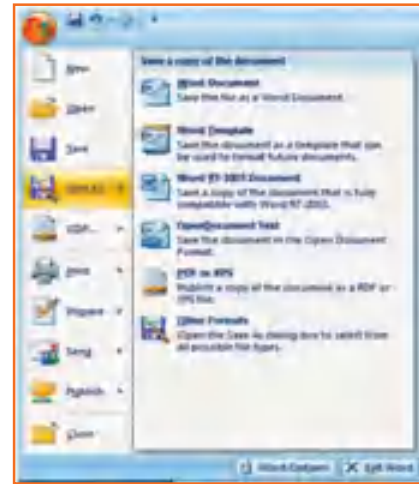 New
Open
Save
Save As
Print
Prepare
Send
Publish
Close
Save a copy of the document
Word Document
Save the file as a Word Document.
Word Template
Save the document as a template that can
be used to format future documents.
Word 97-2003 Document
Save a copy of the document that is fully
compatible with Word 97-2003.
OpenDocument Text
Save the document in the Open Document
Format.
PDF or XPS
Publish a copy of the document as a PDF or
XPS file.
Other Formats
Open the Save As dialog box to select from
all possible file types.
Word Options
Exit Word